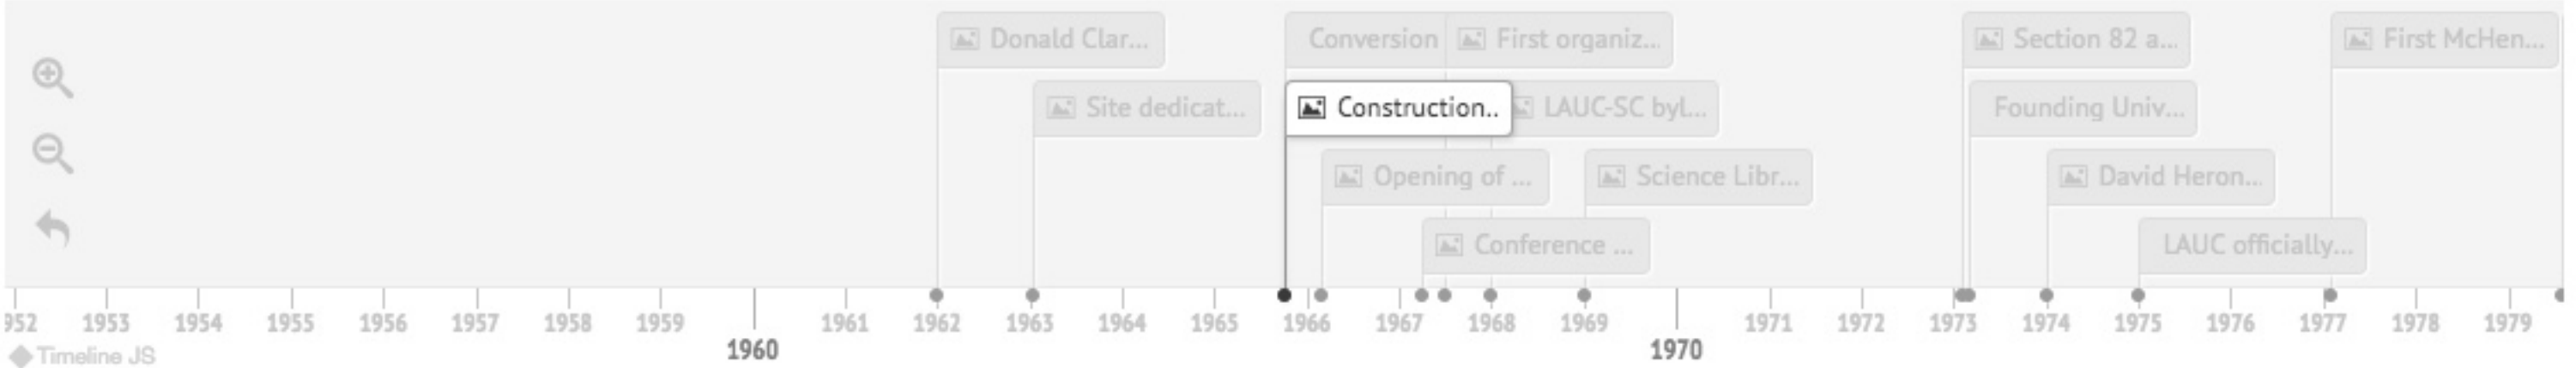 Donald Clar...
Conversion
First organiz...
Section 82 a...
First McHen...
Site dedicat...
Construction..
LAUC-SC byl...
Founding Univ...
Opening of ...
Science Libr...
David Heron...
Conference ...
LAUC officially...
952 1953 1954 1955 1956 1957 1958 1959 1961 1962 1963 1964 1965 1966 1967 1968 1969 1971 1972 1973 1974 1975 1976 1977 1978 1979
1960 1970
Timeline JS